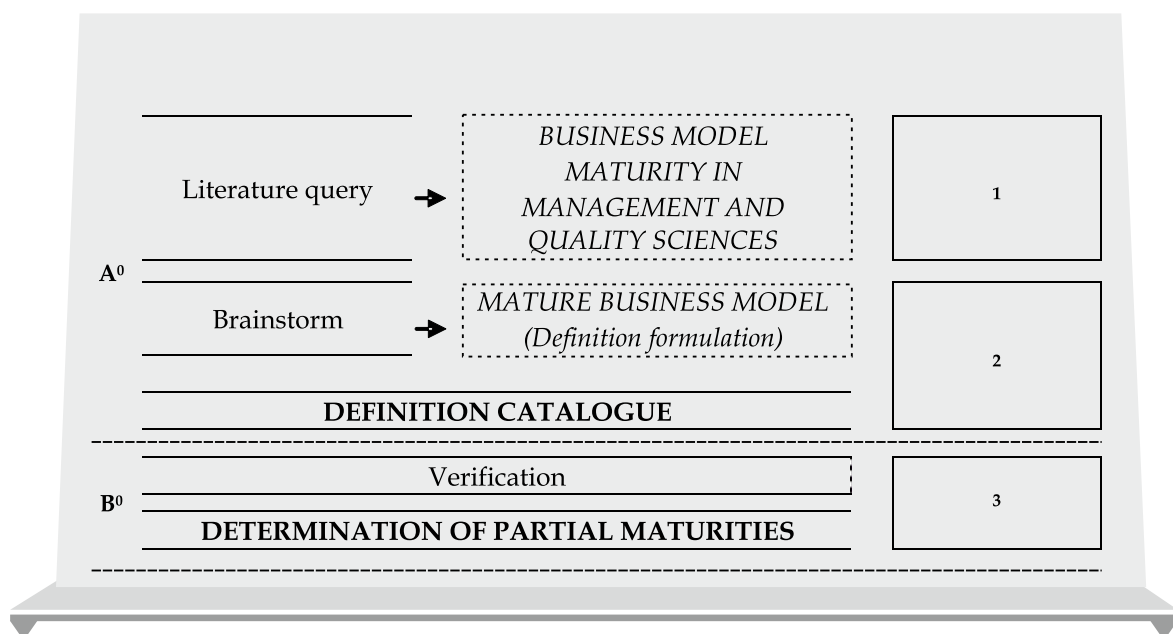 Literature query
BUSINESS MODEL
MATURITY IN
MANAGEMENT AND
QUALITY SCIENCES
1
A⁰
Brainstorm
MATURE BUSINESS MODEL
(Definition formulation)
2
DEFINITION CATALOGUE
Verification
B⁰
3
DETERMINATION OF PARTIAL MATURITIES